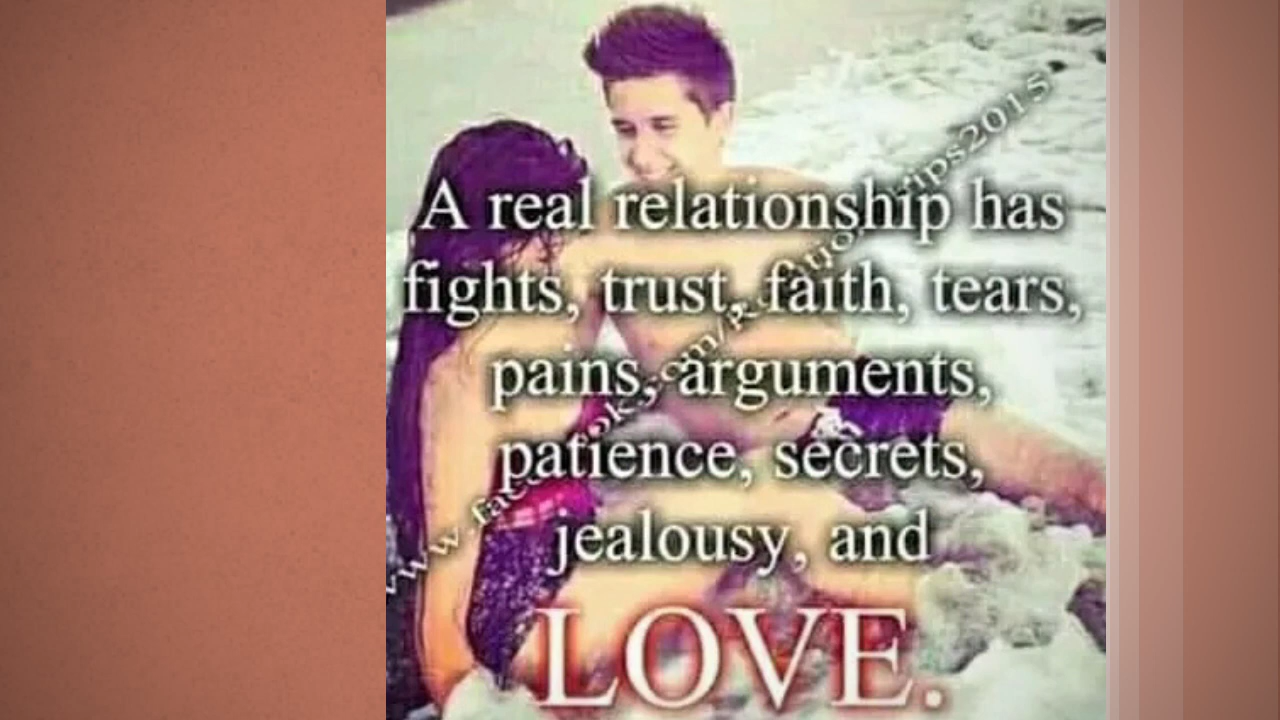 A real relationship has
fights, trust, faith, tears,
pains, arguments,
patience, secrets,
jealousy, and
LOVE.